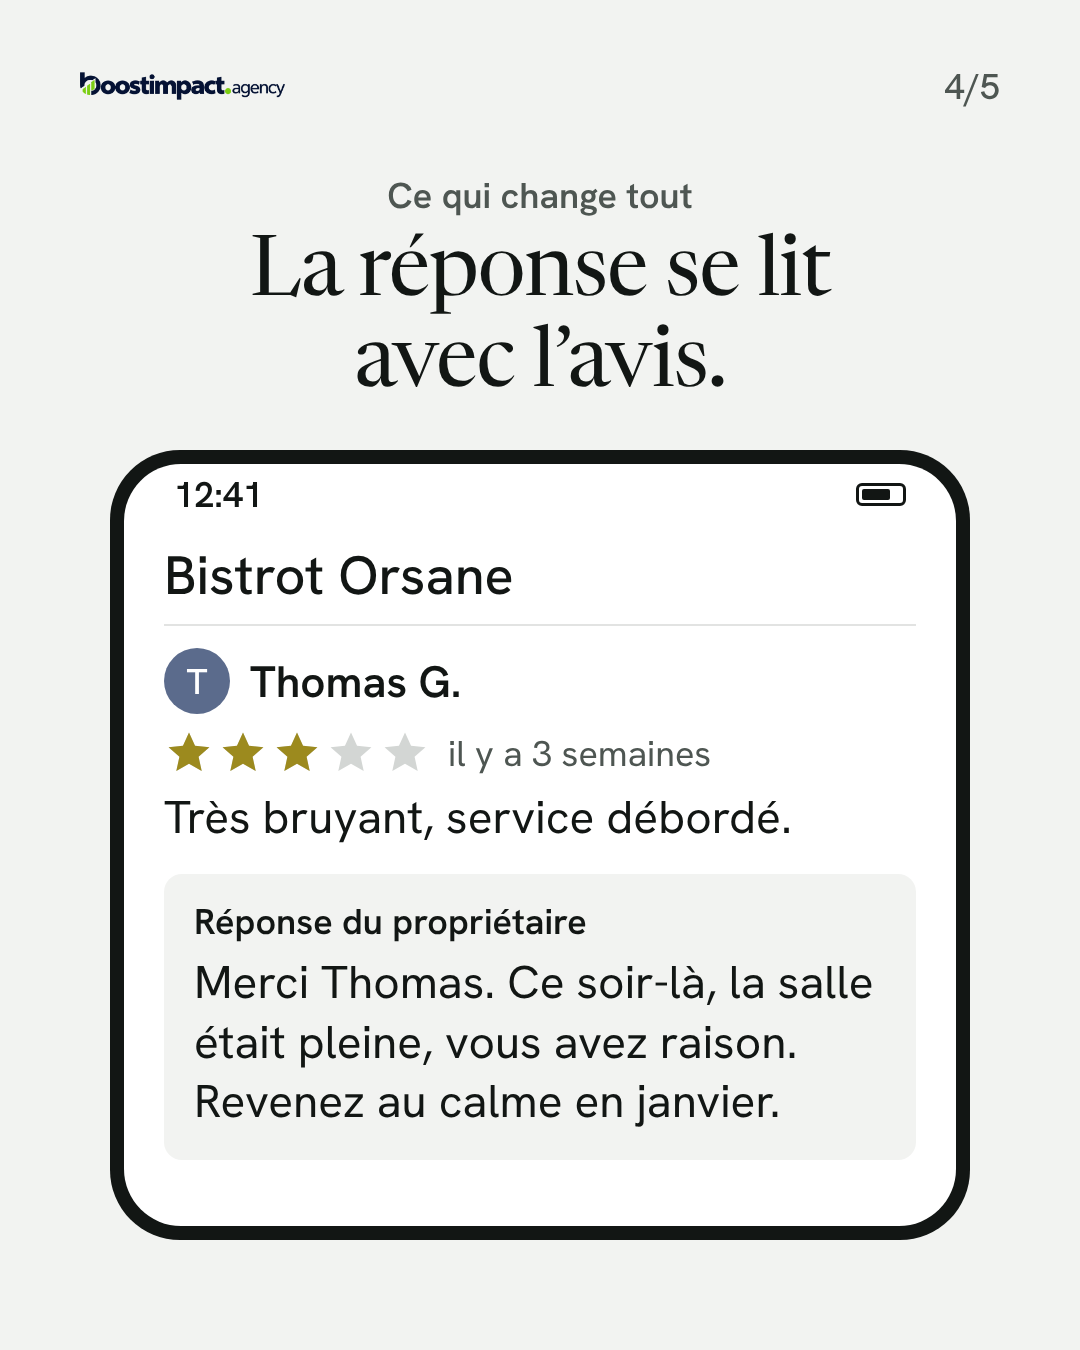 boostimpact.agency
4/5
Ce qui change tout
La réponse se lit
avec l’avis.
12:41
Bistrot Orsane
T
Thomas G.
il y a 3 semaines
Très bruyant, service débordé.
Réponse du propriétaire
Merci Thomas. Ce soir-là, la salle
était pleine, vous avez raison.
Revenez au calme en janvier.